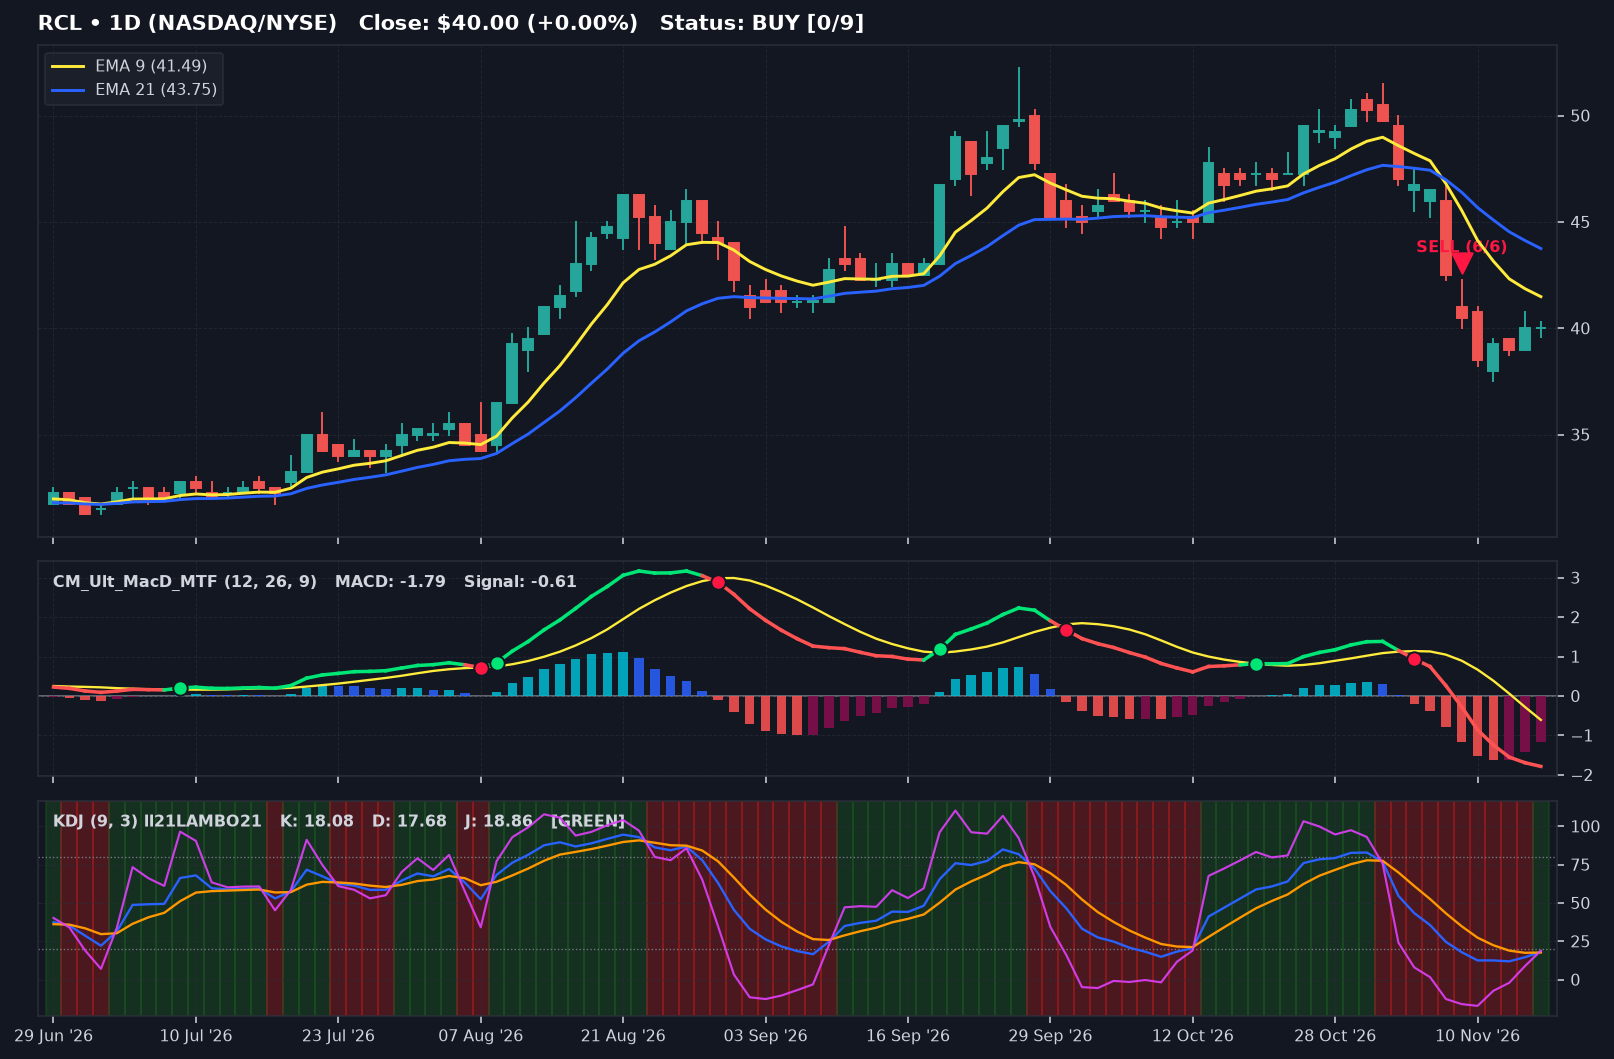 RCL • 1D (NASDAQ/NYSE)   Close: $40.00 (+0.00%)   Status: BUY [0/9]
EMA 9 (41.49)
EMA 21 (43.75)
SELL (6/6)
50
45
40
35
CM_Ult_MacD_MTF (12, 26, 9)   MACD: -1.79   Signal: -0.61
3
2
1
0
−1
−2
KDJ (9, 3) II21LAMBO21   K: 18.08   D: 17.68   J: 18.86   [GREEN]
100
75
50
25
0
29 Jun '26
10 Jul '26
23 Jul '26
07 Aug '26
21 Aug '26
03 Sep '26
16 Sep '26
29 Sep '26
12 Oct '26
28 Oct '26
10 Nov '26